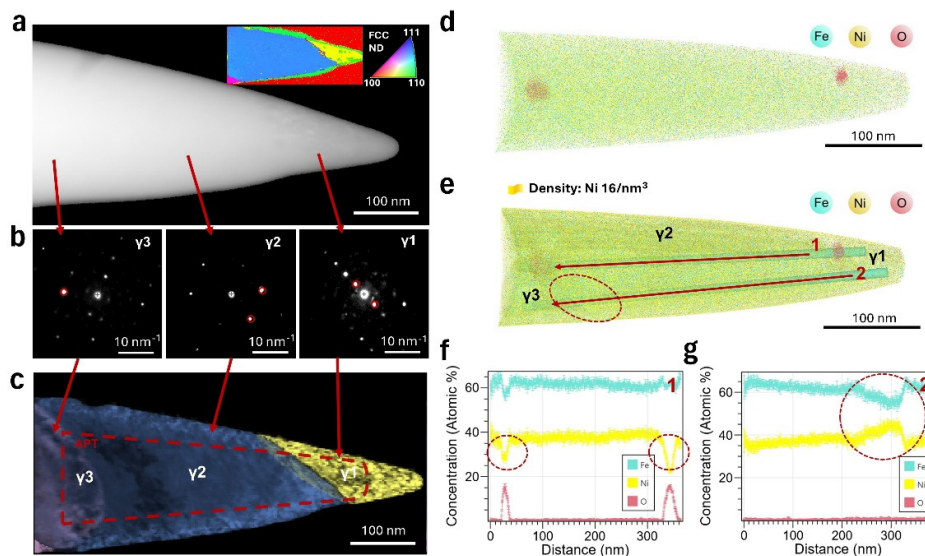 a
FCC
ND
111
100
110
100 nm
b
γ3
γ2
γ1
10 nm⁻¹
10 nm⁻¹
10 nm⁻¹
c
APT
γ3
γ2
γ1
100 nm
d
Fe
Ni
O
100 nm
e
Density: Ni 16/nm³
Fe
Ni
O
γ2
1
γ1
2
γ3
100 nm
f
1
Concentration (Atomic %)
60
40
20
Fe
Ni
O
0
100
200
300
Distance (nm)
g
2
Concentration (Atomic %)
60
40
20
Fe
Ni
O
0
100
200
300
Distance (nm)